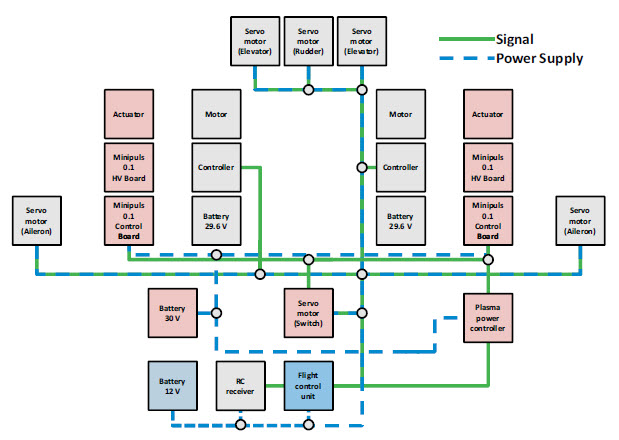 Servo
motor
(Elevator)
Servo
motor
(Rudder)
Servo
motor
(Elevator)
Signal
Power Supply
Actuator
Motor
Motor
Actuator
Minipuls
0.1
HV Board
Controller
Controller
Minipuls
0.1
HV Board
Servo
motor
(Aileron)
Minipuls
0.1
Control
Board
Battery
29.6 V
Battery
29.6 V
Minipuls
0.1
Control
Board
Servo
motor
(Aileron)
Battery
30 V
Servo
motor
(Switch)
Plasma
power
controller
Battery
12 V
RC
receiver
Flight
control
unit